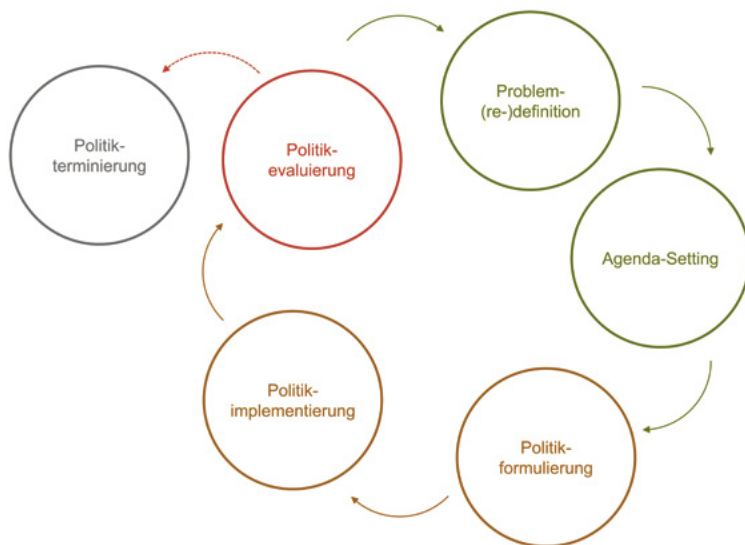 Problem-
(re-)definition
Agenda-Setting
Politik-
formulierung
Politik-
implementierung
Politik-
evaluierung
Politik-
terminierung